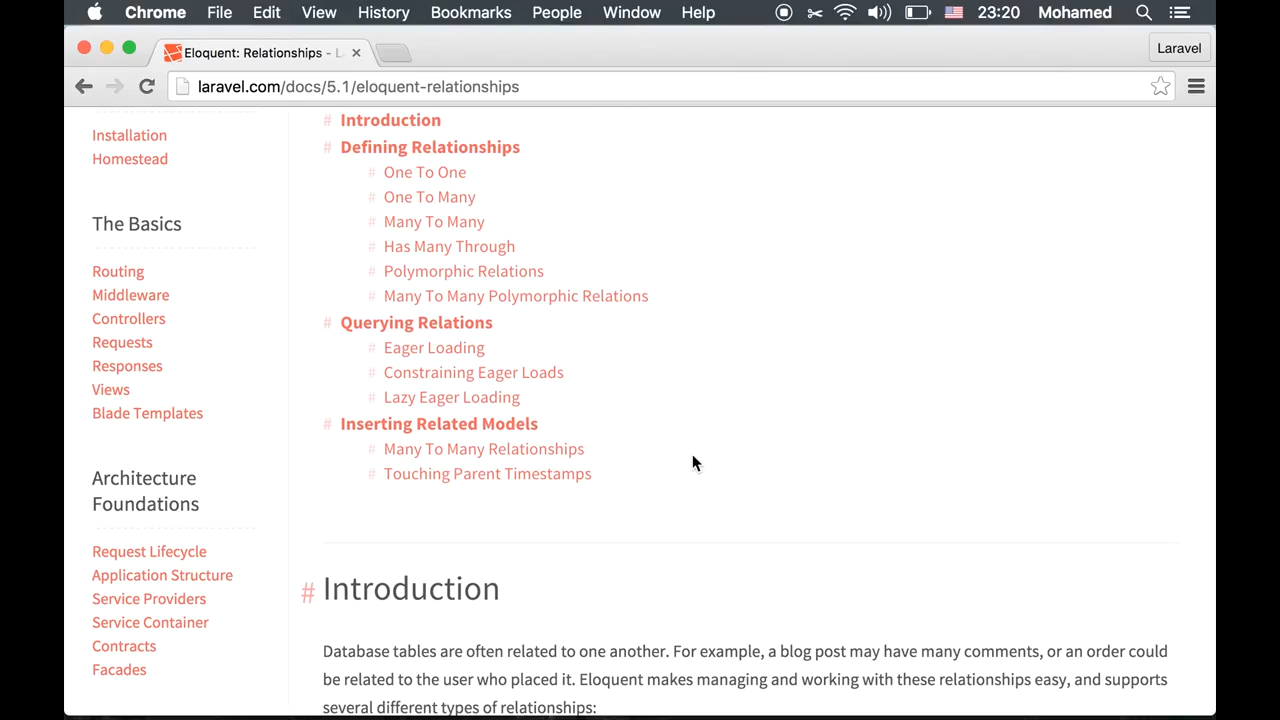 Chrome File Edit View History Bookmarks People Window Help 23:20 Mohamed
Eloquent: Relationships - L
Laravel
laravel.com/docs/5.1/eloquent-relationships
Installation
Homestead
The Basics
Routing
Middleware
Controllers
Requests
Responses
Views
Blade Templates
Architecture
Foundations
Request Lifecycle
Application Structure
Service Providers
Service Container
Contracts
Facades
# Introduction
# Defining Relationships
# One To One
# One To Many
# Many To Many
# Has Many Through
# Polymorphic Relations
# Many To Many Polymorphic Relations
# Querying Relations
# Eager Loading
# Constraining Eager Loads
# Lazy Eager Loading
# Inserting Related Models
# Many To Many Relationships
# Touching Parent Timestamps
# Introduction
Database tables are often related to one another. For example, a blog post may have many comments, or an order could
be related to the user who placed it. Eloquent makes managing and working with these relationships easy, and supports
several different types of relationships: